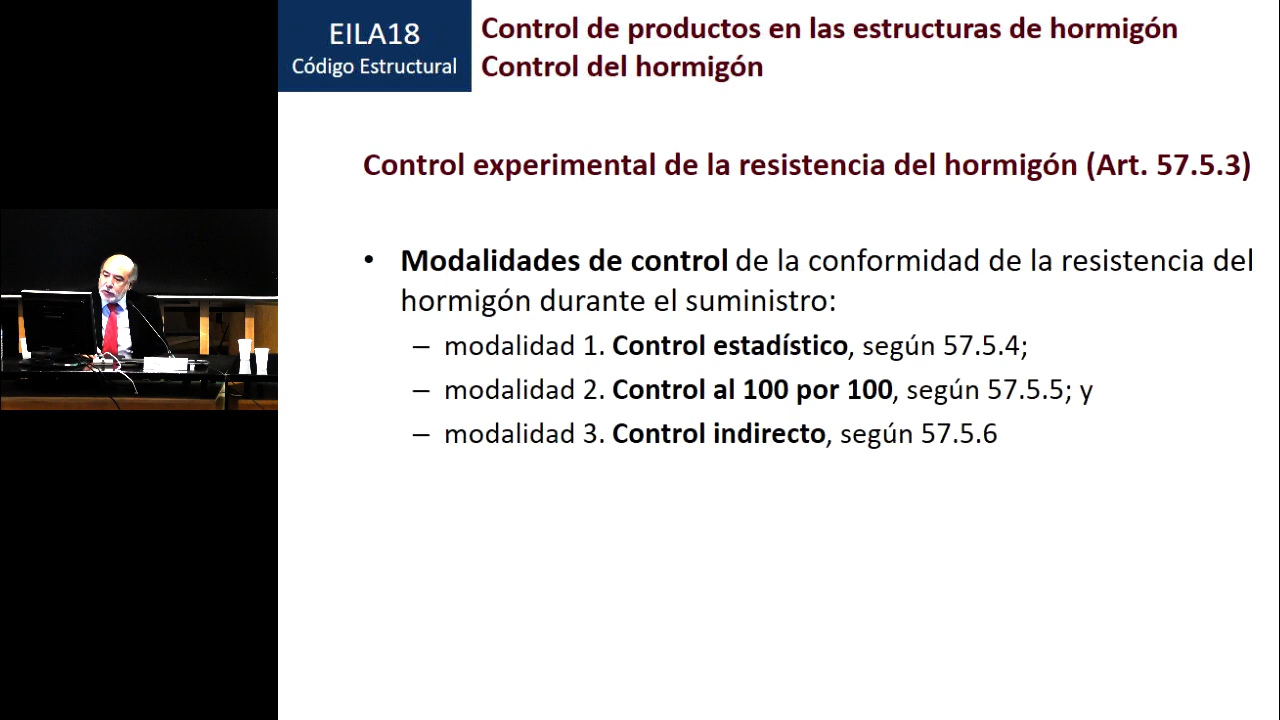 EILA18
Código Estructural
Control de productos en las estructuras de hormigón
Control del hormigón
Control experimental de la resistencia del hormigón (Art. 57.5.3)
• Modalidades de control de la conformidad de la resistencia del
hormigón durante el suministro:
– modalidad 1. Control estadístico, según 57.5.4;
– modalidad 2. Control al 100 por 100, según 57.5.5; y
– modalidad 3. Control indirecto, según 57.5.6